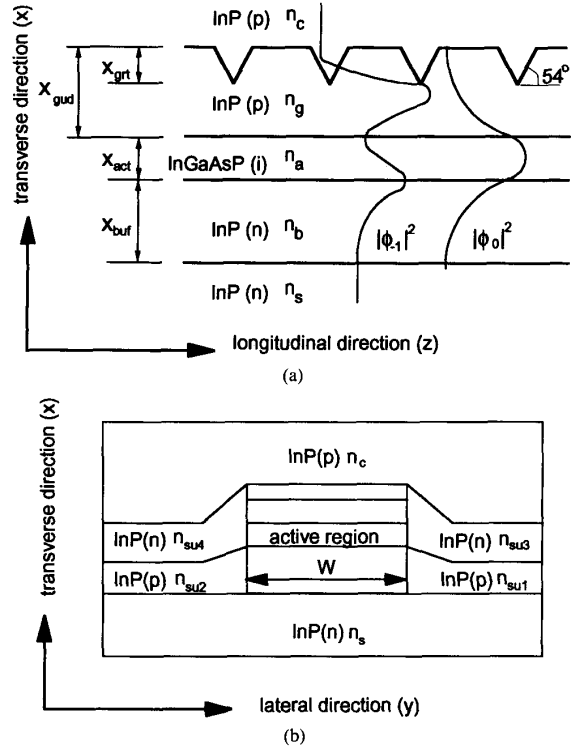 transverse direction (x)
InP (p) n_c
x_grt
x_gud
54°
InP (p) n_g
x_act
InGaAsP (i) n_a
x_buf
InP (n) n_b
|ϕ_-1|²
|ϕ_0|²
InP (n) n_s
longitudinal direction (z)
(a)
transverse direction (x)
InP(p) n_c
InP(n) n_su4
active region
InP(n) n_su3
InP(p) n_su2
W
InP(p) n_su1
InP(n) n_s
lateral direction (y)
(b)